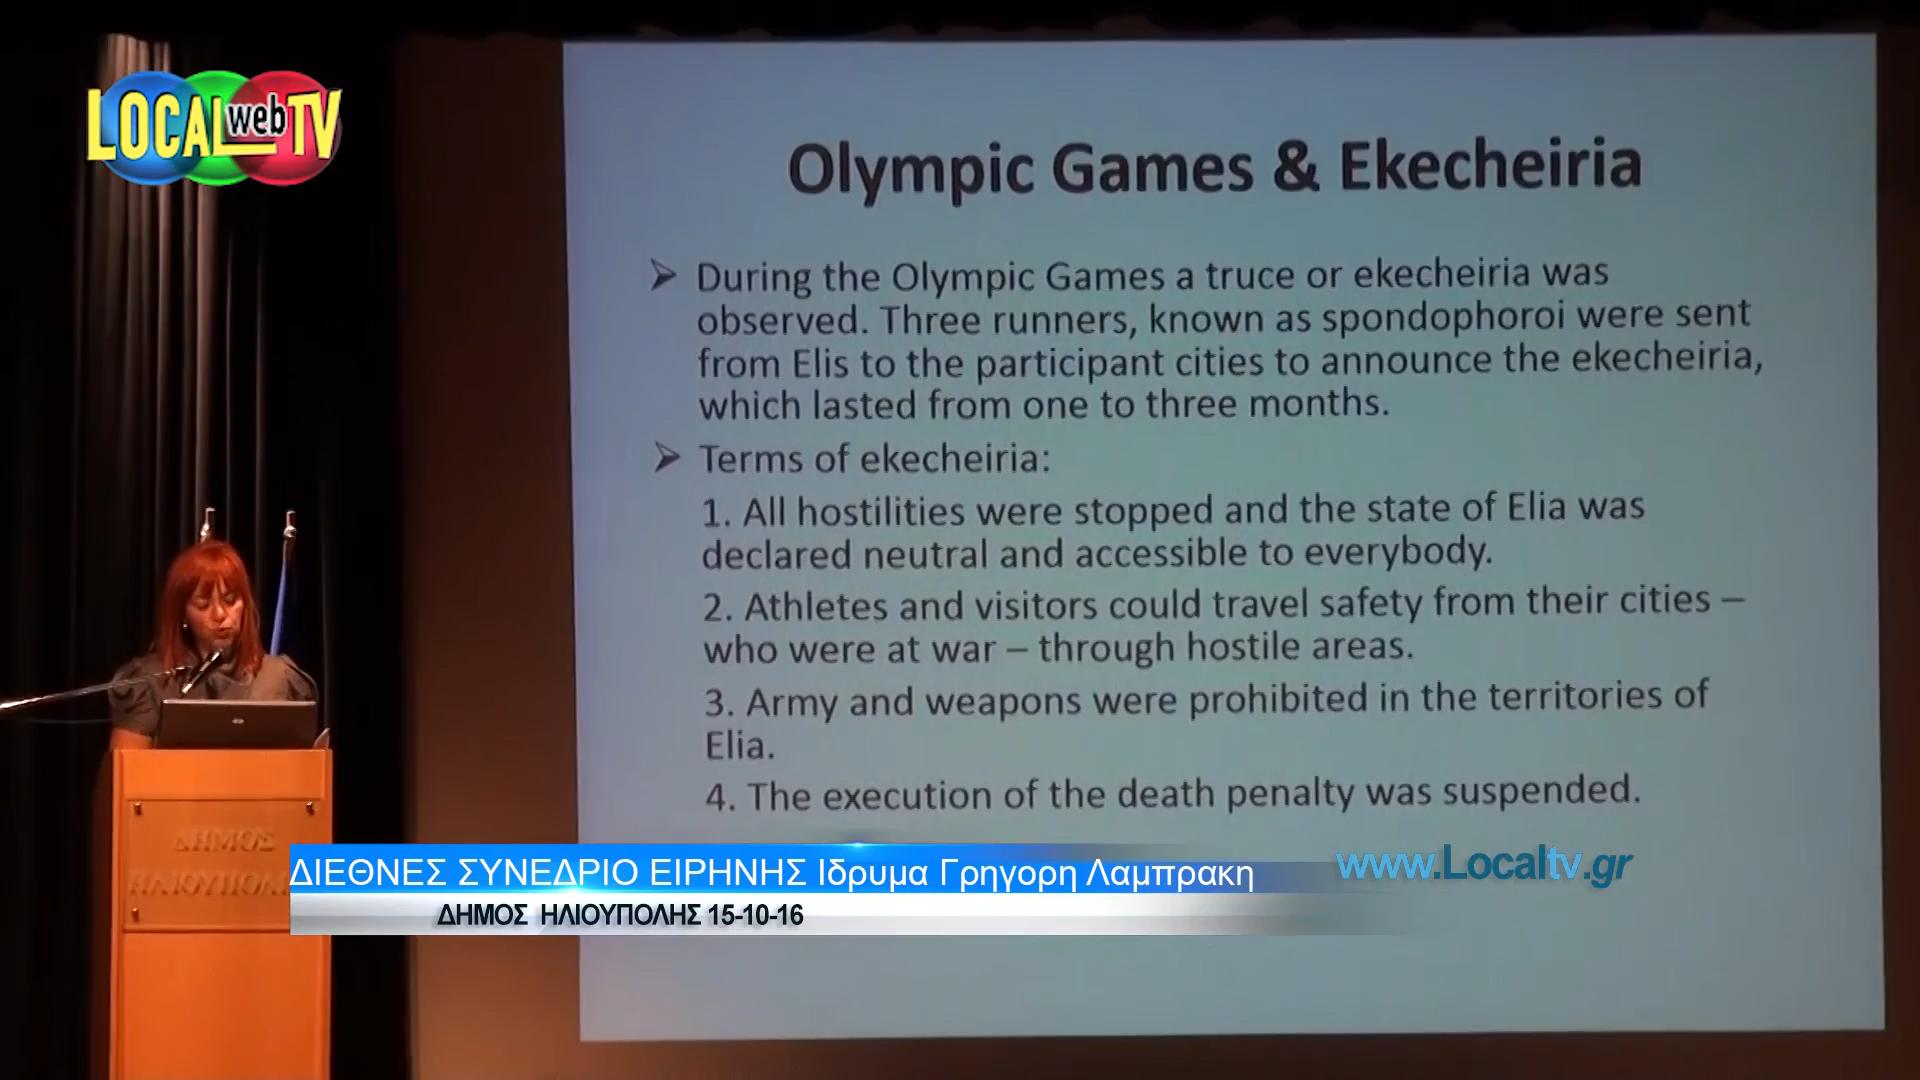 LOCAL web TV
Olympic Games & Ekecheiria
➢ During the Olympic Games a truce or ekecheiria was
observed. Three runners, known as spondophoroi were sent
from Elis to the participant cities to announce the ekecheiria,
which lasted from one to three months.
➢ Terms of ekecheiria:
1. All hostilities were stopped and the state of Elia was
declared neutral and accessible to everybody.
2. Athletes and visitors could travel safety from their cities –
who were at war – through hostile areas.
3. Army and weapons were prohibited in the territories of
Elia.
4. The execution of the death penalty was suspended.
ΔΗΜΟΣ
ΔΙΕΘΝΕΣ ΣΥΝΕΔΡΙΟ ΕΙΡΗΝΗΣ Ιδρυμα Γρηγορη Λαμπρακη
www.Localtv.gr
ΔΗΜΟΣ ΗΛΙΟΥΠΟΛΗΣ 15-10-16